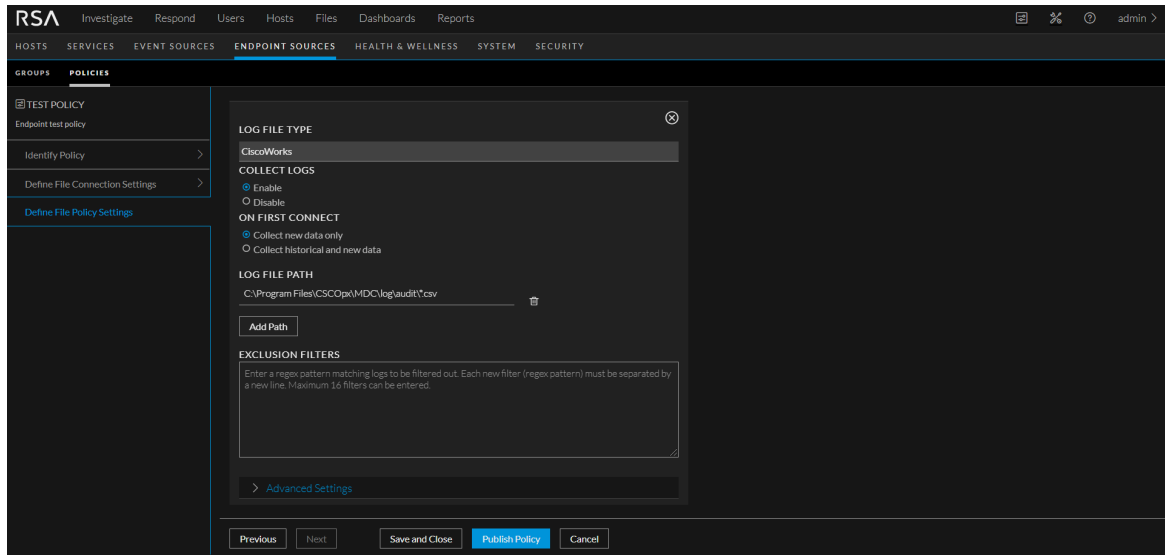 RSA Investigate Respond Users Hosts Files Dashboards Reports admin >
HOSTS SERVICES EVENT SOURCES ENDPOINT SOURCES HEALTH & WELLNESS SYSTEM SECURITY
GROUPS POLICIES
TEST POLICY
Endpoint test policy
Identify Policy
Define File Connection Settings
Define File Policy Settings
LOG FILE TYPE
CiscoWorks
COLLECT LOGS
Enable
Disable
ON FIRST CONNECT
Collect new data only
Collect historical and new data
LOG FILE PATH
C:\Program Files\CSCOpx\MDC\log\audit\*.csv
Add Path
EXCLUSION FILTERS
Enter a regex pattern matching logs to be filtered out. Each new filter (regex pattern) must be separated by
a new line. Maximum 16 filters can be entered.
Advanced Settings
Previous Next Save and Close Publish Policy Cancel